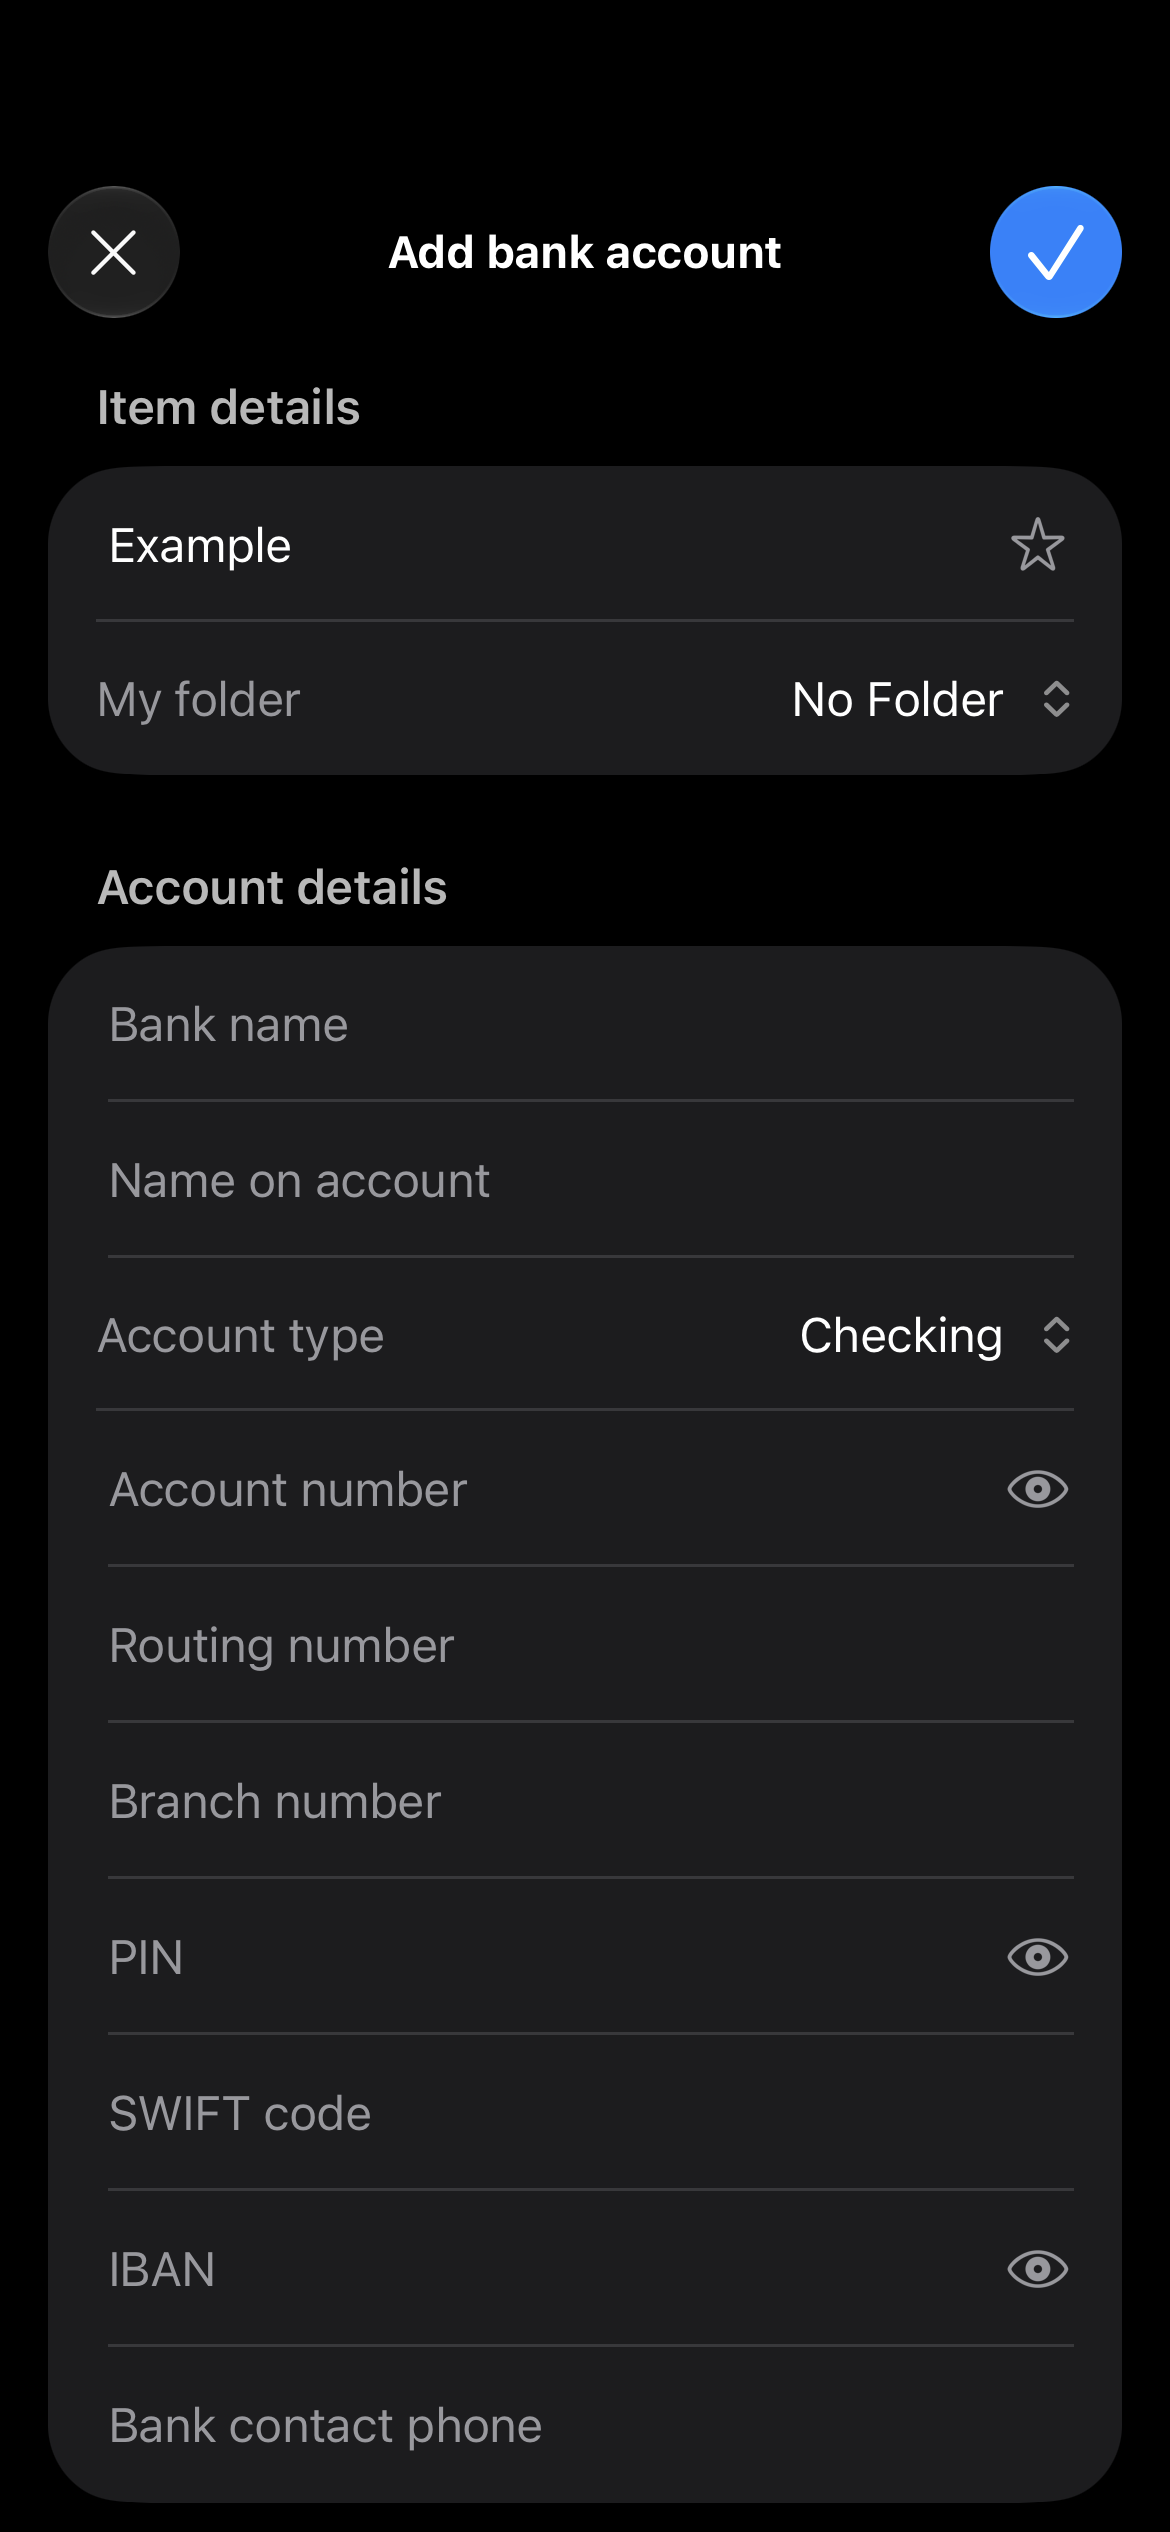 Add bank account
Item details
Example
My folder No Folder
Account details
Bank name
Name on account
Account type Checking
Account number
Routing number
Branch number
PIN
SWIFT code
IBAN
Bank contact phone